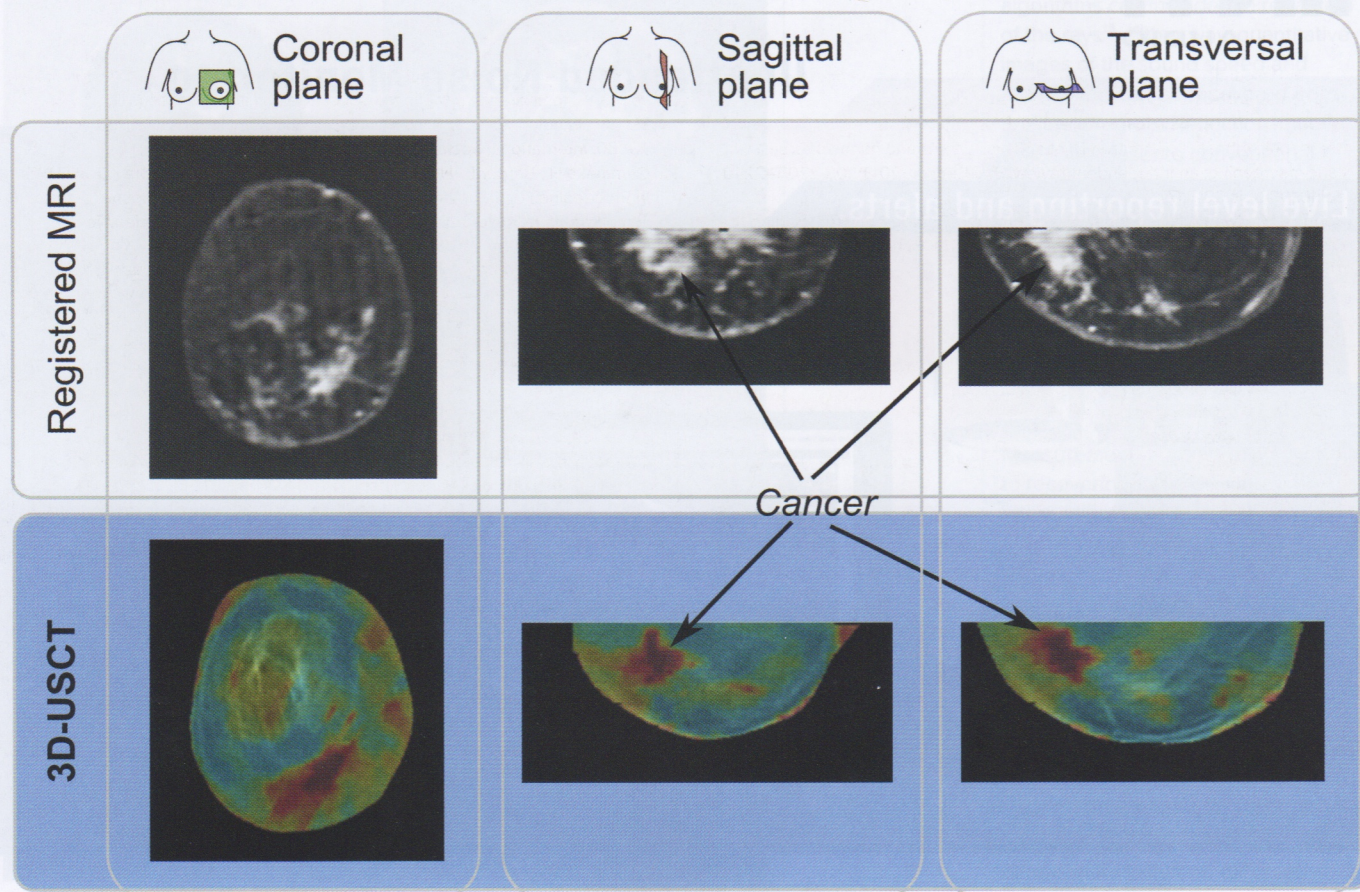 Coronal
plane
Sagittal
plane
Transversal
plane
Registered MRI
Cancer
3D-USCT